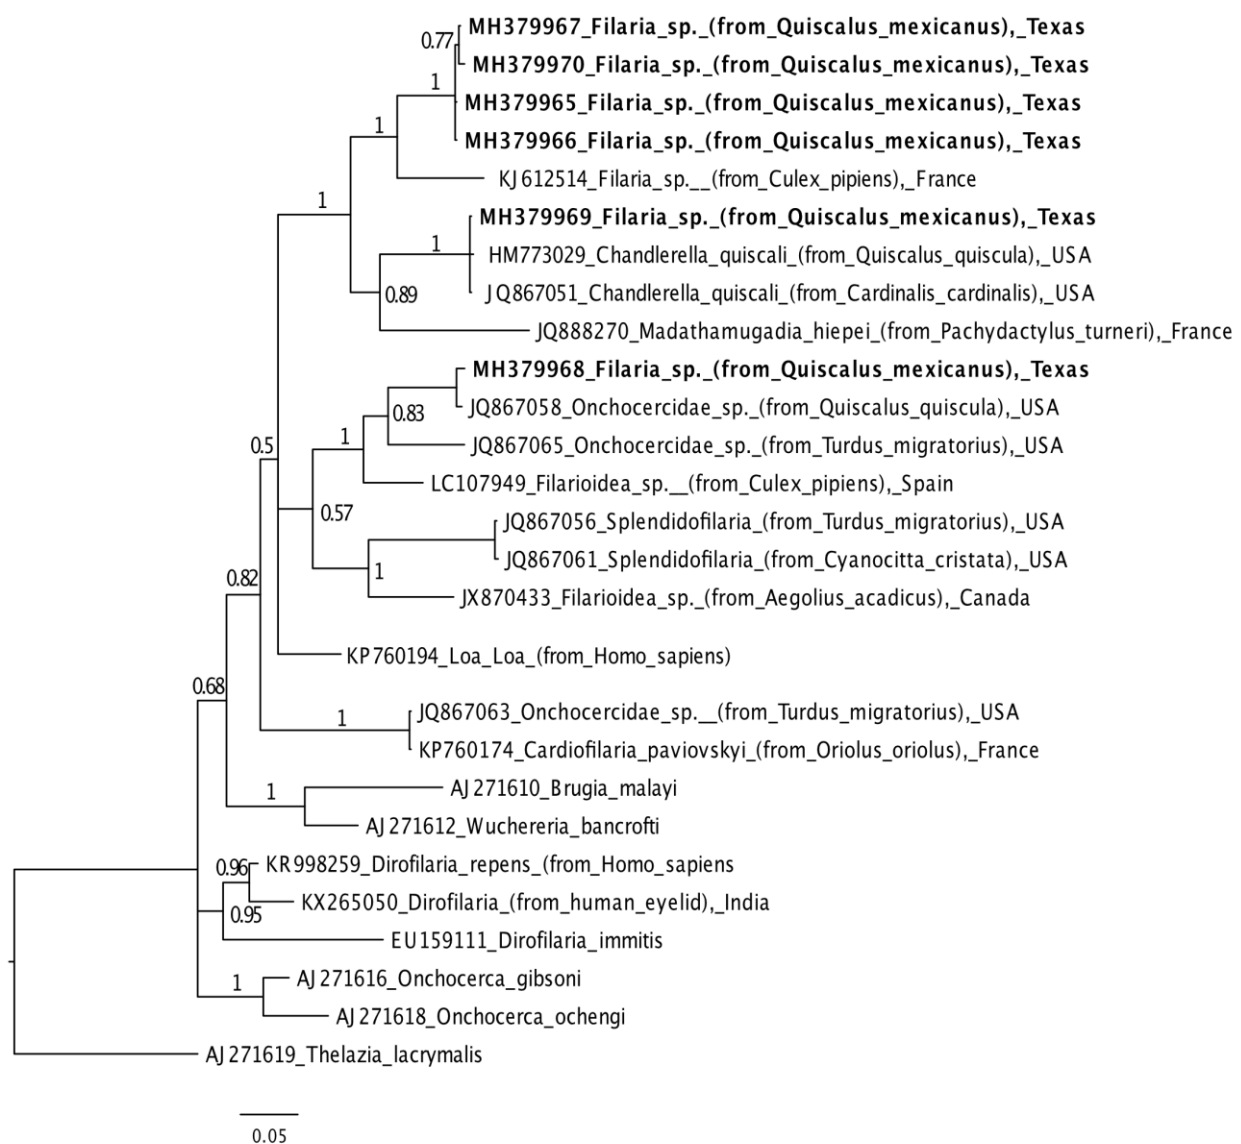 MH379967_Filaria_sp._(from_Quiscalus_mexicanus),_Texas
0.77
MH379970_Filaria_sp._(from_Quiscalus_mexicanus),_Texas
1
MH379965_Filaria_sp._(from_Quiscalus_mexicanus),_Texas
1
MH379966_Filaria_sp._(from_Quiscalus_mexicanus),_Texas
KJ612514_Filaria_sp.__(from_Culex_pipiens),_France
1
MH379969_Filaria_sp._(from_Quiscalus_mexicanus),_Texas
1
HM773029_Chandlerella_quiscali_(from_Quiscalus_quiscula),_USA
0.89
JQ867051_Chandlerella_quiscali_(from_Cardinalis_cardinalis),_USA
JQ888270_Madathamugadia_hiepei_(from_Pachydactylus_turneri),_France
MH379968_Filaria_sp._(from_Quiscalus_mexicanus),_Texas
0.83
JQ867058_Onchocercidae_sp._(from_Quiscalus_quiscula),_USA
0.5
1
JQ867065_Onchocercidae_sp._(from_Turdus_migratorius),_USA
LC107949_Filarioidea_sp.__(from_Culex_pipiens),_Spain
0.57
JQ867056_Splendidofilaria_(from_Turdus_migratorius),_USA
JQ867061_Splendidofilaria_(from_Cyanocitta_cristata),_USA
1
0.82
JX870433_Filarioidea_sp._(from_Aegolius_acadicus),_Canada
KP760194_Loa_Loa_(from_Homo_sapiens)
0.68
1
JQ867063_Onchocercidae_sp.__(from_Turdus_migratorius),_USA
KP760174_Cardiofilaria_paviovskyi_(from_Oriolus_oriolus),_France
1
AJ271610_Brugia_malayi
AJ271612_Wuchereria_bancrofti
0.96
KR998259_Dirofilaria_repens_(from_Homo_sapiens
KX265050_Dirofilaria_(from_human_eyelid),_India
0.95
EU159111_Dirofilaria_immitis
1
AJ271616_Onchocerca_gibsoni
AJ271618_Onchocerca_ochengi
AJ271619_Thelazia_lacrymalis
0.05